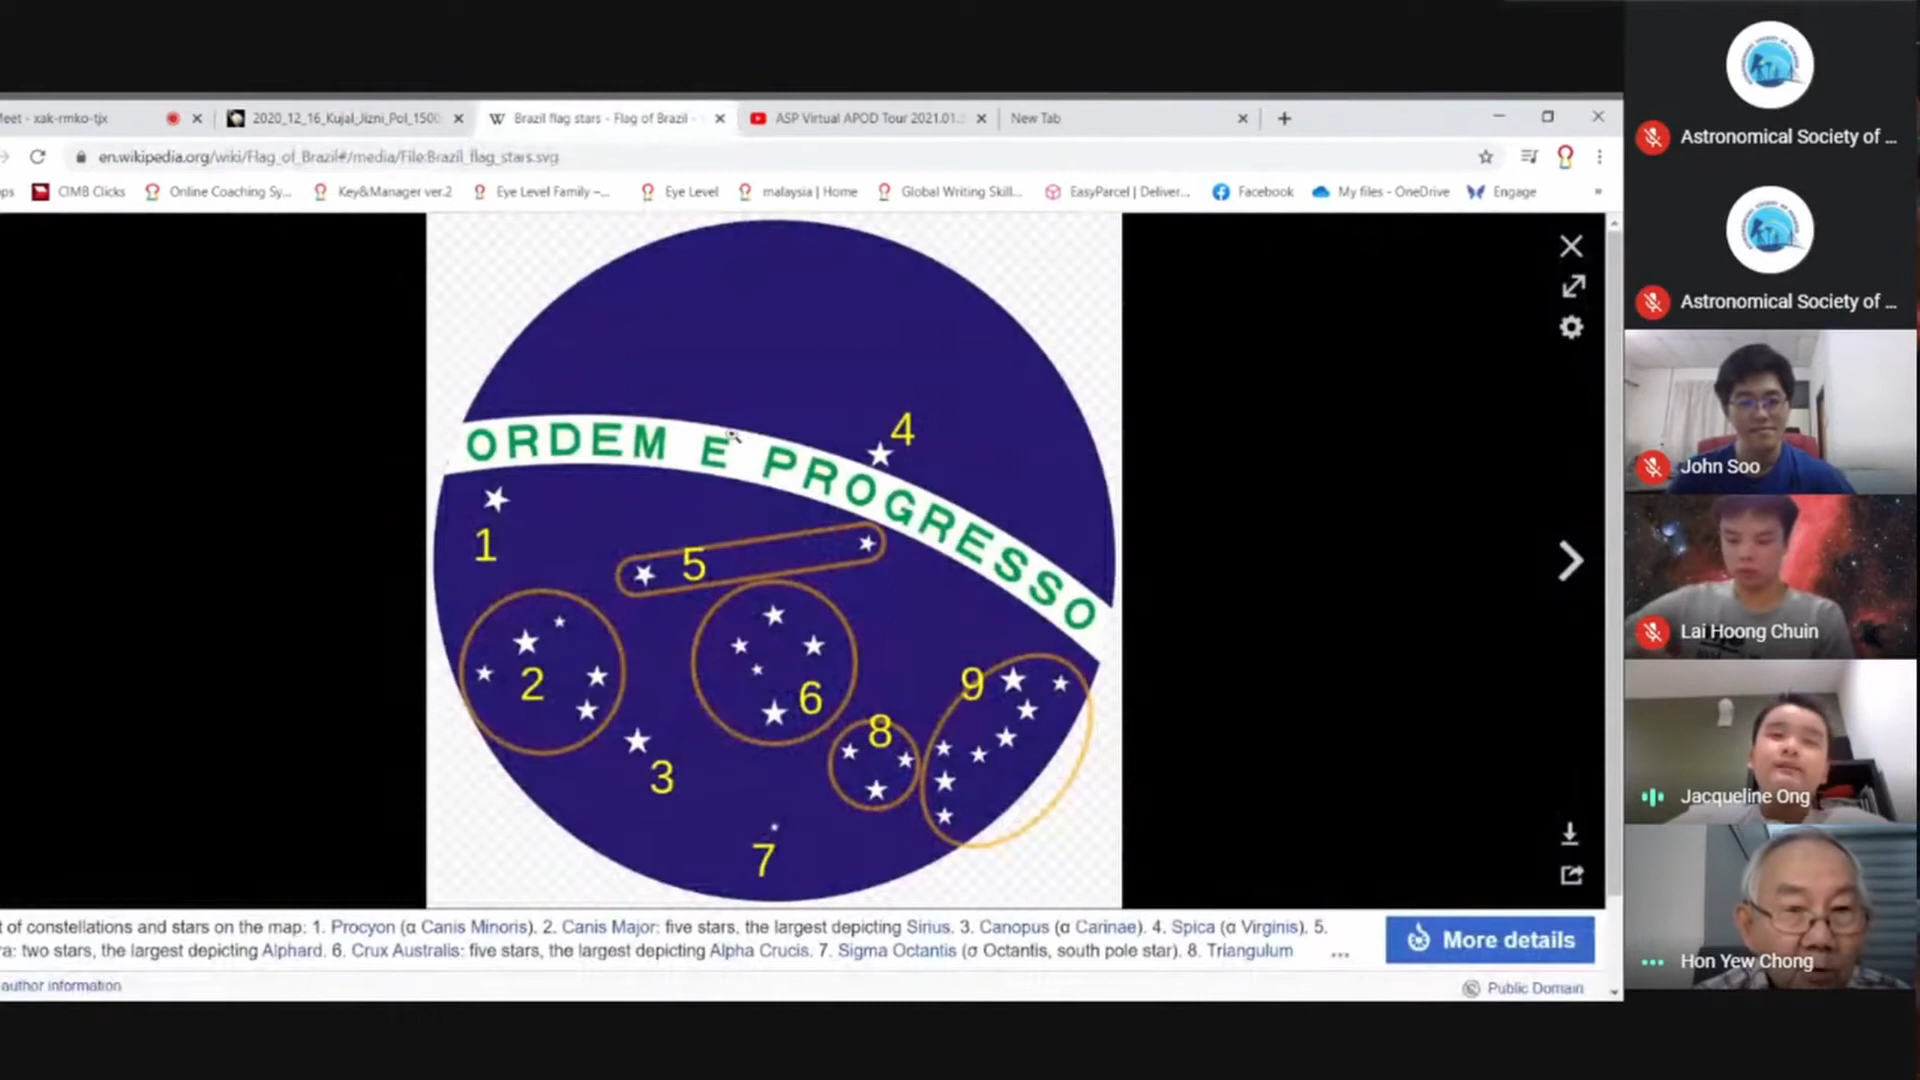 leet - xak-rmko-tjx
2020_12_16_Kujal_Jizni_Pol_1500
Brazil flag stars - Flag of Brazil -
ASP Virtual APOD Tour 2021.01.
New Tab
en.wikipedia.org/wiki/Flag_of_Brazil#/media/File:Brazil_flag_stars.svg
ps
CIMB Clicks
Online Coaching Sy...
Key&Manager ver.2
Eye Level Family –...
Eye Level
malaysia | Home
Global Writing Skill...
EasyParcel | Deliver...
Facebook
My files - OneDrive
Engage
»
ORDEM E PROGRESSO
4
1
5
2
6
9
8
3
7
t of constellations and stars on the map: 1. Procyon (α Canis Minoris). 2. Canis Major: five stars, the largest depicting Sirius. 3. Canopus (α Carinae). 4. Spica (α Virginis). 5.
ra: two stars, the largest depicting Alphard. 6. Crux Australis: five stars, the largest depicting Alpha Crucis. 7. Sigma Octantis (σ Octantis, south pole star). 8. Triangulum ...
More details
author information
Public Domain
Astronomical Society of ...
Astronomical Society of ...
John Soo
Lai Hoong Chuin
Jacqueline Ong
Hon Yew Chong